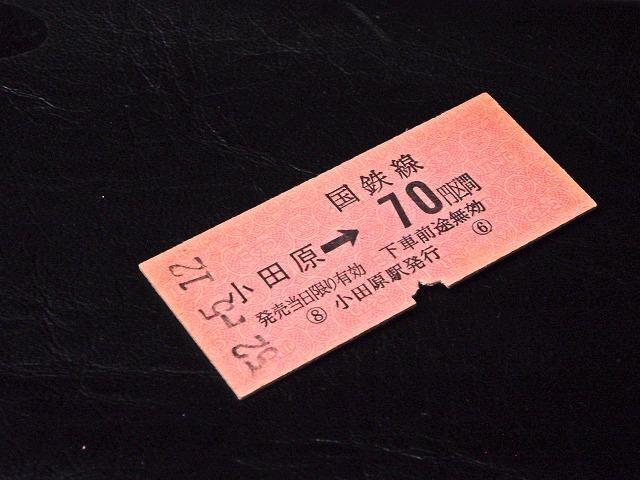 国鉄線
小田原→70円区間
発売当日限り有効 下車前途無効
⑧ 小田原駅発行 ⑥
52.-5.12